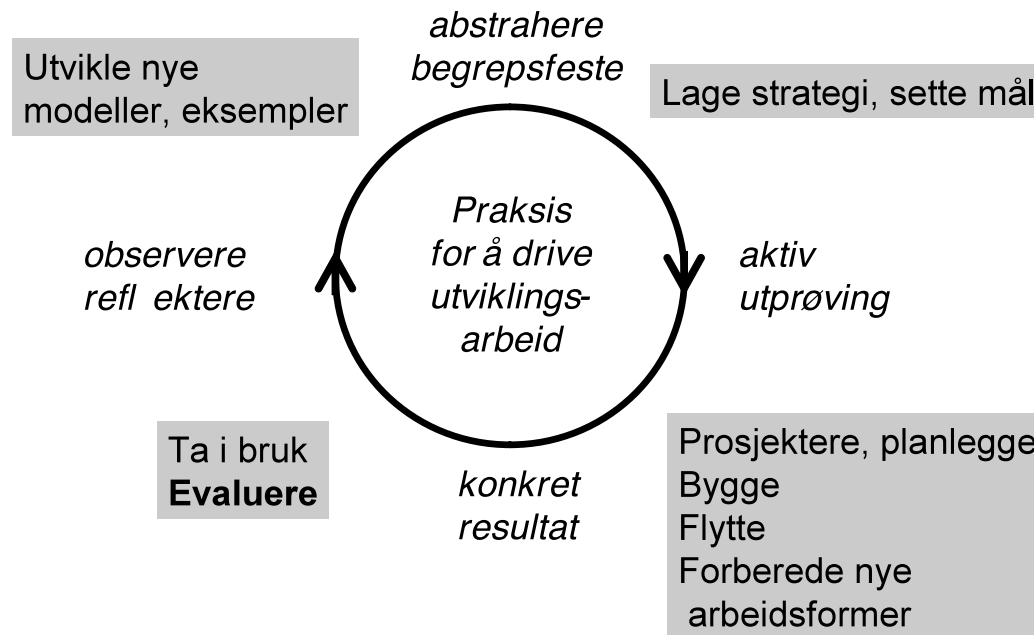 abstrahere
begrepsfeste
Utvikle nye
modeller, eksempler
Lage strategi, sette mål
Praksis
for å drive
utviklings-
arbeid
observere
refl ektere
aktiv
utprøving
Ta i bruk
Evaluere
konkret
resultat
Prosjektere, planlegge
Bygge
Flytte
Forberede nye
arbeidsformer